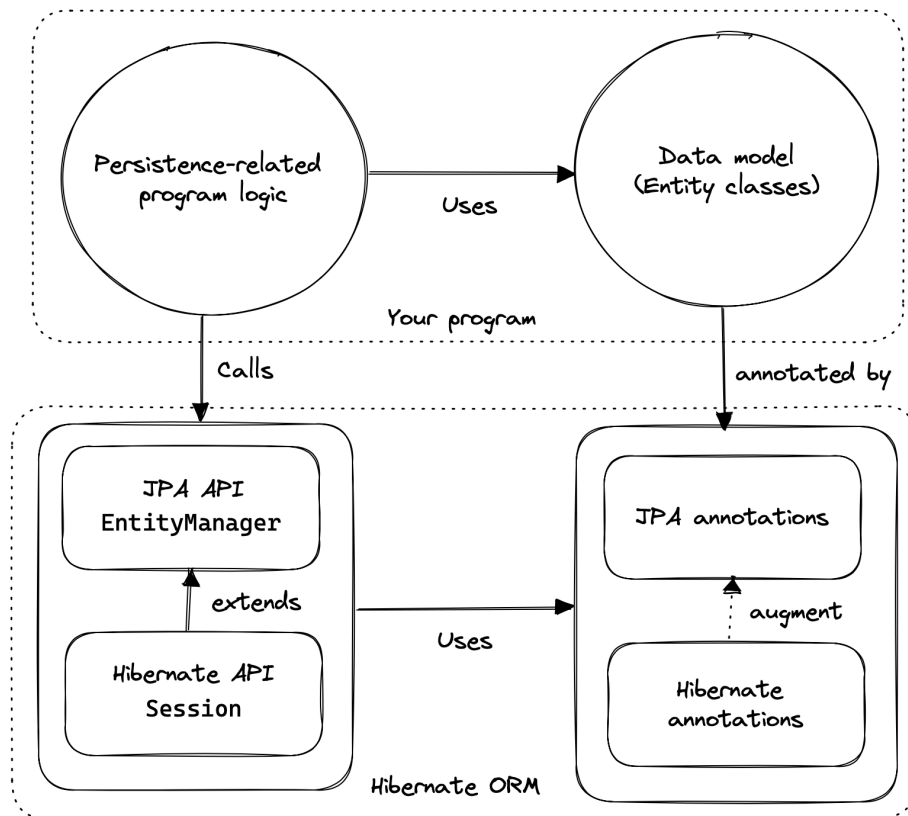 Persistence-related
program logic
Uses
Data model
(Entity classes)
Your program
Calls
annotated by
JPA API
EntityManager
extends
Hibernate API
Session
Uses
JPA annotations
augment
Hibernate
annotations
Hibernate ORM